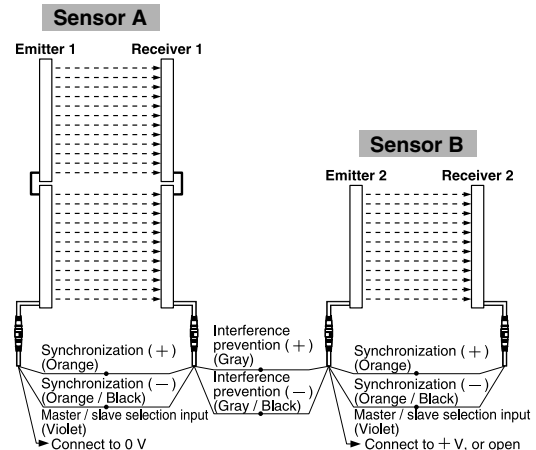 Sensor A
Emitter 1
Receiver 1
Sensor B
Emitter 2
Receiver 2
Synchronization (+)
(Orange)
Synchronization (−)
(Orange / Black)
Master / slave selection input
(Violet)
Connect to 0 V
Interference
prevention (+)
(Gray)
Interference
prevention (−)
(Gray / Black)
Synchronization (+)
(Orange)
Synchronization (−)
(Orange / Black)
Master / slave selection input
(Violet)
Connect to + V, or open